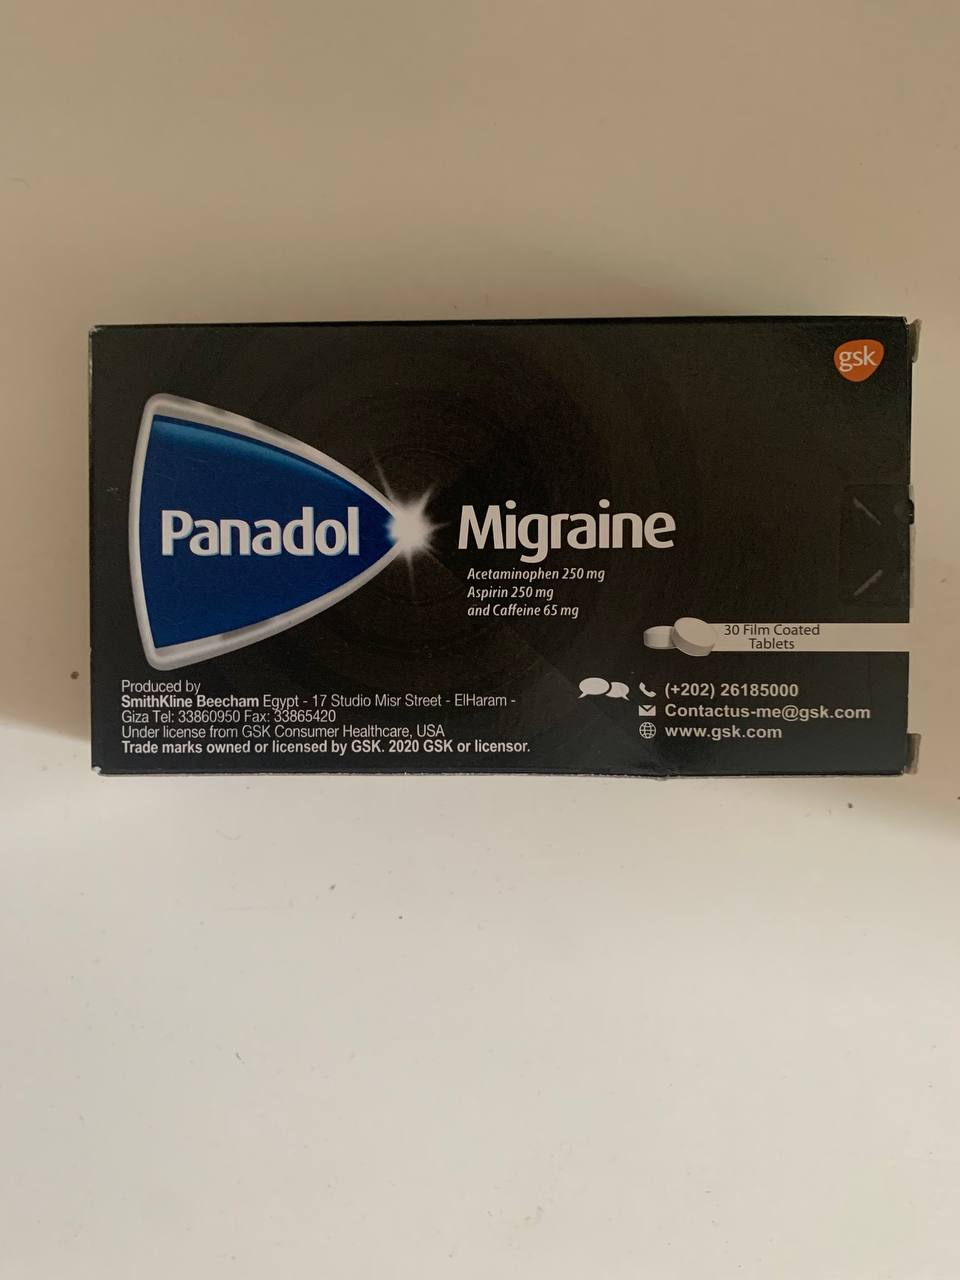 gsk
Panadol
Migraine
Acetaminophen 250 mg
Aspirin 250 mg
and Caffeine 65 mg
30 Film Coated
Tablets
Produced by
SmithKline Beecham Egypt - 17 Studio Misr Street - ElHaram -
Giza Tel: 33860950 Fax: 33865420
Under license from GSK Consumer Healthcare, USA
Trade marks owned or licensed by GSK. 2020 GSK or licensor.
(+202) 26185000
Contactus-me@gsk.com
www.gsk.com